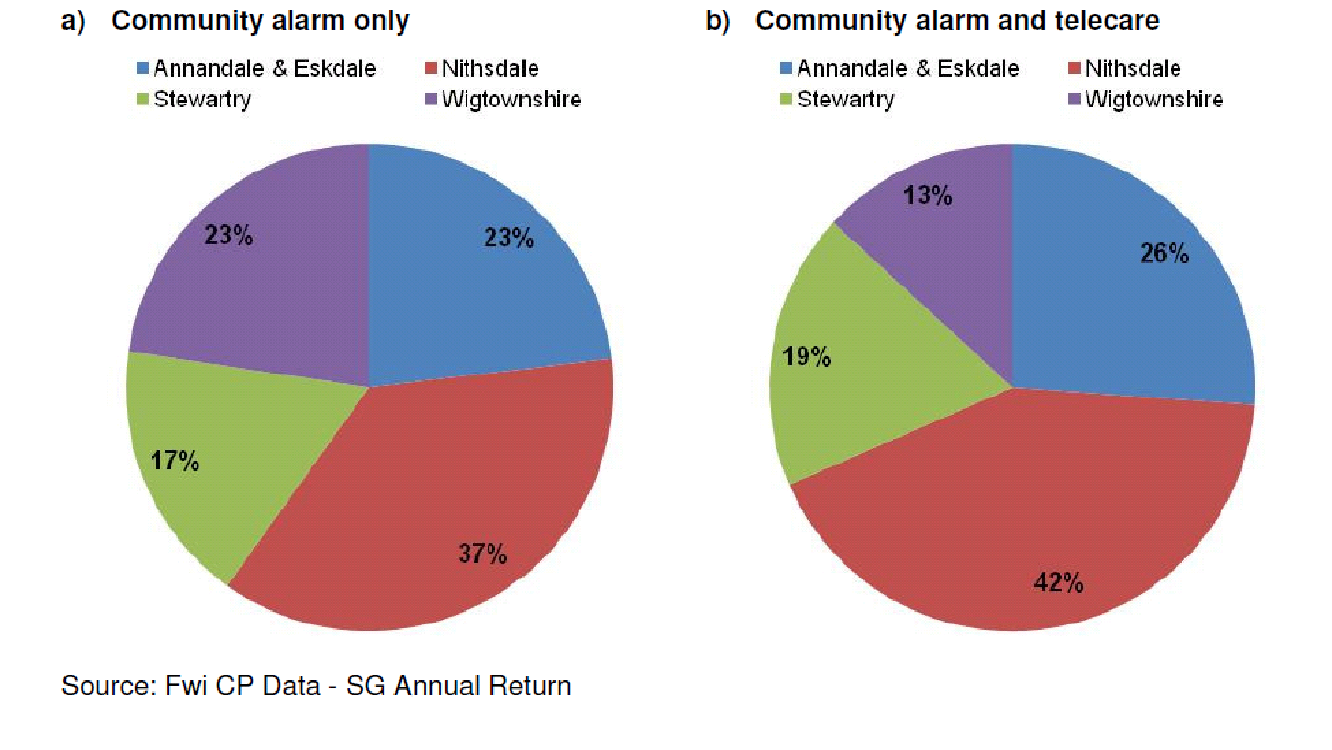 a) Community alarm only
Annandale & Eskdale
Nithsdale
Stewartry
Wigtownshire
23%
23%
17%
37%
b) Community alarm and telecare
Annandale & Eskdale
Nithsdale
Stewartry
Wigtownshire
13%
26%
19%
42%
Source: Fwi CP Data - SG Annual Return